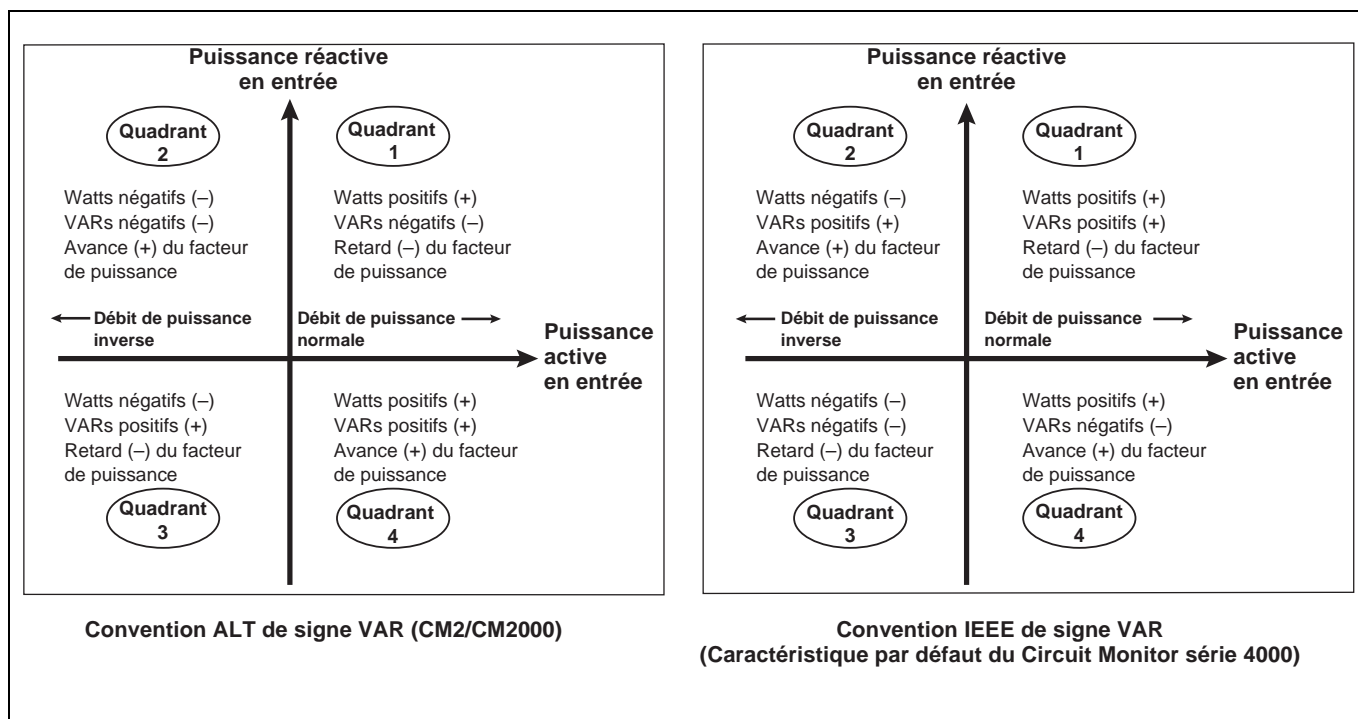 Puissance réactive
en entrée
Quadrant
2
Quadrant
1
Watts négatifs (–)
VARs négatifs (–)
Avance (+) du facteur
de puissance
Watts positifs (+)
VARs négatifs (–)
Retard (–) du facteur
de puissance
Débit de puissance
inverse
Débit de puissance
normale
Puissance
active
en entrée
Watts négatifs (–)
VARs positifs (+)
Retard (–) du facteur
de puissance
Watts positifs (+)
VARs positifs (+)
Avance (+) du facteur
de puissance
Quadrant
3
Quadrant
4
Convention ALT de signe VAR (CM2/CM2000)
Puissance réactive
en entrée
Quadrant
2
Quadrant
1
Watts négatifs (–)
VARs positifs (+)
Avance (+) du facteur
de puissance
Watts positifs (+)
VARs positifs (+)
Retard (–) du facteur
de puissance
Débit de puissance
inverse
Débit de puissance
normale
Puissance
active
en entrée
Watts négatifs (–)
VARs négatifs (–)
Retard (–) du facteur
de puissance
Watts positifs (+)
VARs négatifs (–)
Avance (+) du facteur
de puissance
Quadrant
3
Quadrant
4
Convention IEEE de signe VAR
(Caractéristique par défaut du Circuit Monitor série 4000)